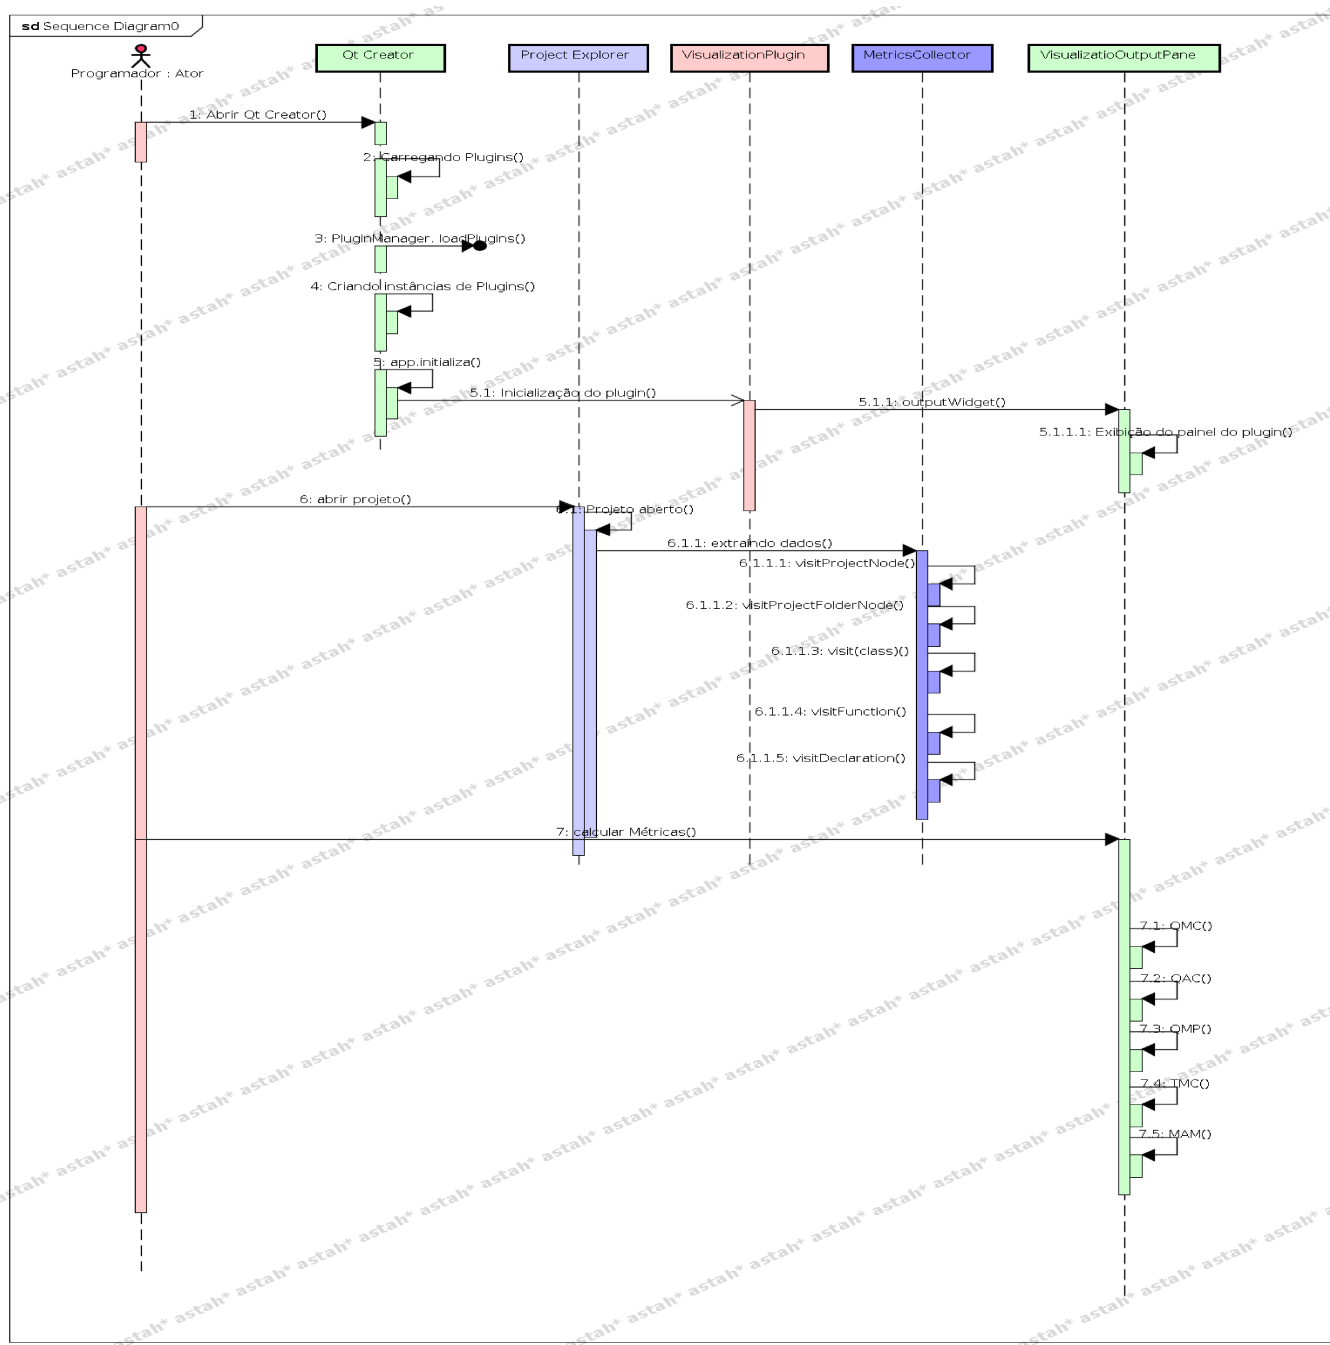 sd Sequence Diagram0
Programador : Ator
Qt Creator
Project Explorer
VisualizationPlugin
MetricsCollector
VisualizatioOutputPane
1: Abrir Qt Creator()
2: Carregando Plugins()
3: PluginManager. loadPlugins()
4: Criando instâncias de Plugins()
5: app.initializa()
5.1: Inicialização do plugin()
5.1.1: outputWidget()
5.1.1.1: Exibição do painel do plugin()
6: abrir projeto()
6.1: Projeto aberto()
6.1.1: extraindo dados()
6.1.1.1: visitProjectNode()
6.1.1.2: visitProjectFolderNode()
6.1.1.3: visit(class)()
6.1.1.4: visitFunction()
6.1.1.5: visitDeclaration()
7: calcular Métricas()
7.1: QMC()
7.2: QAC()
7.3: QMP()
7.4: TMC()
7.5: MAM()